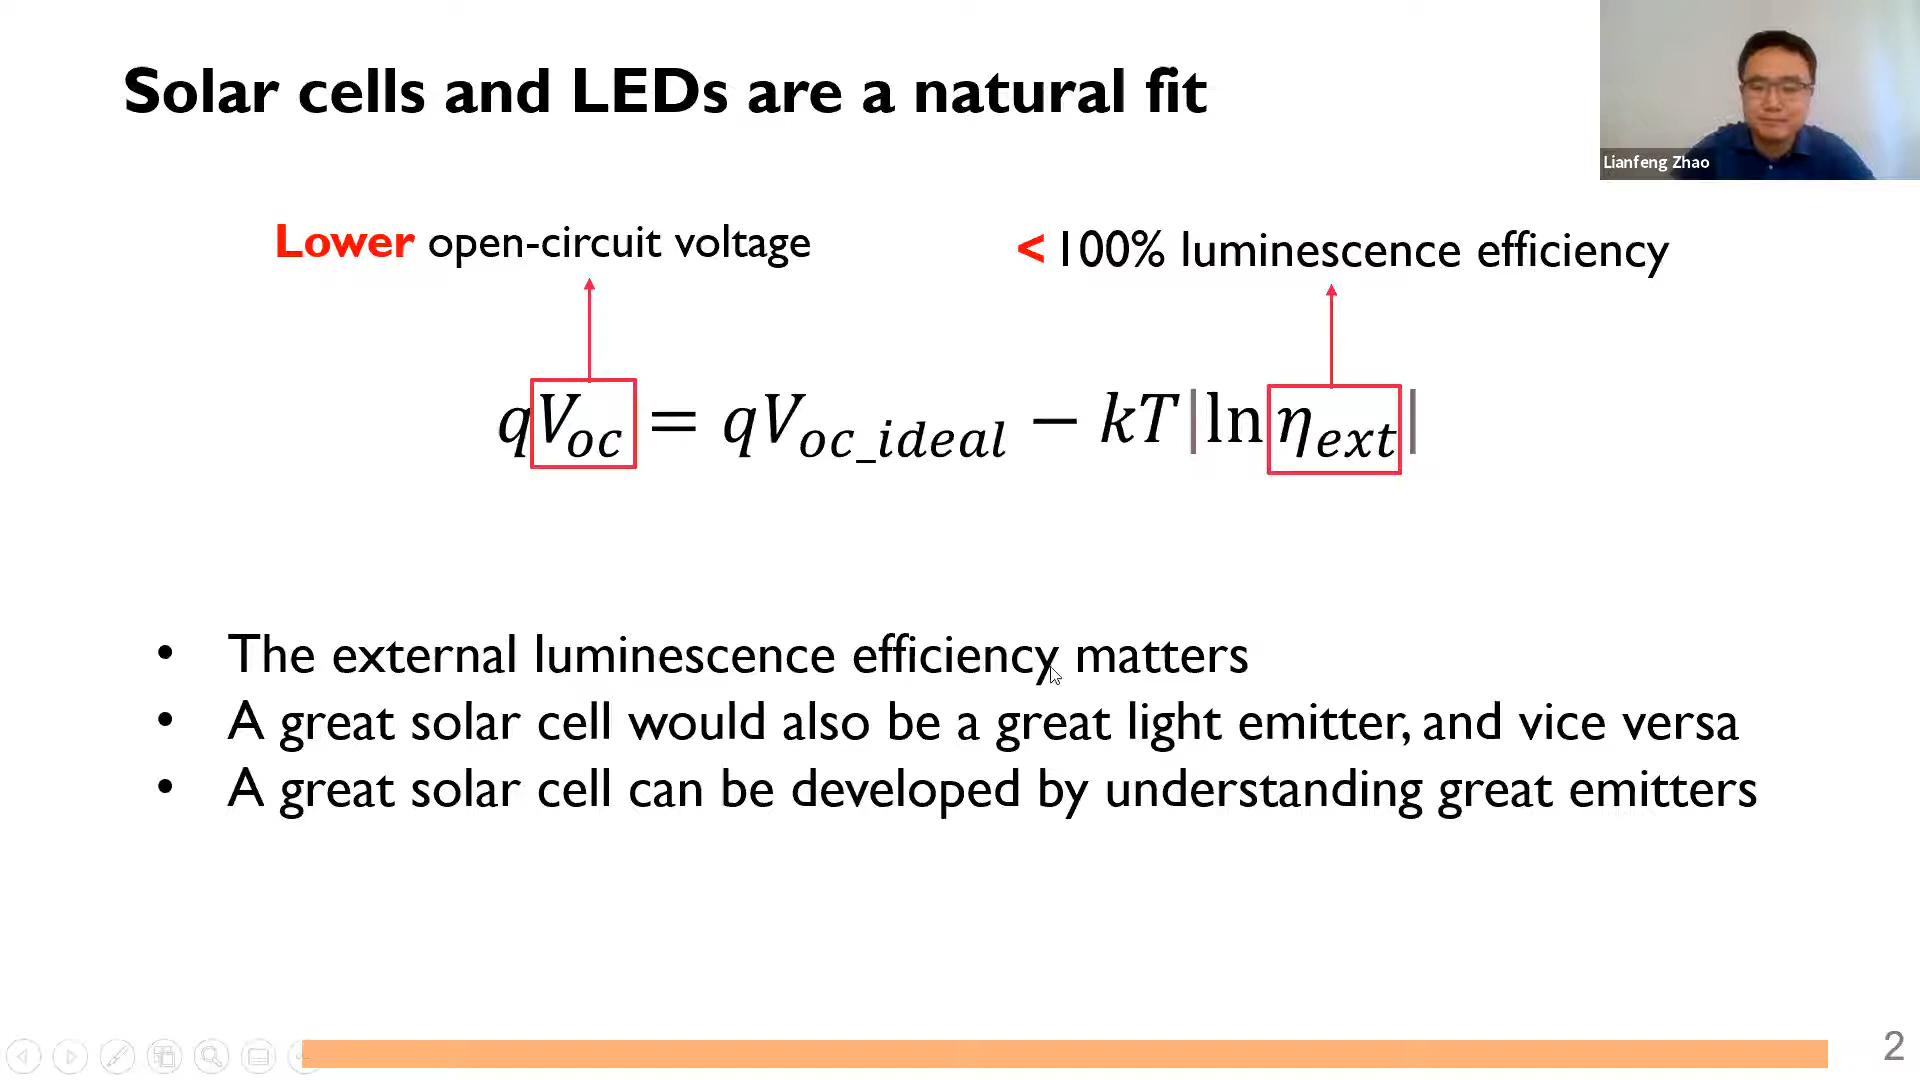 Solar cells and LEDs are a natural fit
Lianfeng Zhao
Lower open-circuit voltage
< 100% luminescence efficiency
qV_oc = qV_oc_ideal − kT|ln η_ext|
• The external luminescence efficiency matters
• A great solar cell would also be a great light emitter, and vice versa
• A great solar cell can be developed by understanding great emitters
2